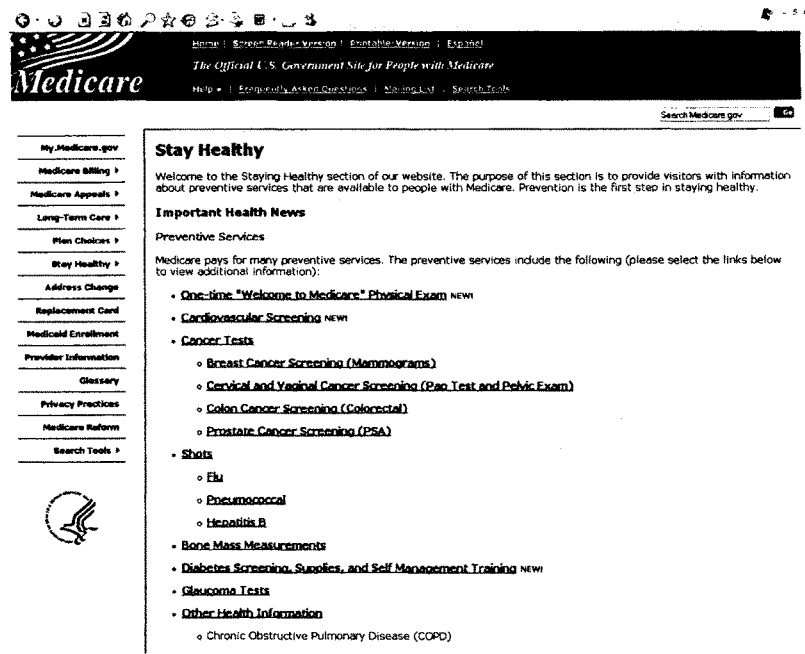 Home | Screen Reader Version | Printable Version | Español
The Official U.S. Government Site for People with Medicare
Medicare
Help | Frequently Asked Questions | Mailing List | Search Tools
Search Medicare.gov
My.Medicare.gov
Medicare Billing
Medicare Appeals
Long-Term Care
Plan Choices
Stay Healthy
Address Change
Replacement Card
Medicaid Enrollment
Provider Information
Glossary
Privacy Practices
Medicare Reform
Search Tools
Stay Healthy
Welcome to the Staying Healthy section of our website. The purpose of this section is to provide visitors with information
about preventive services that are available to people with Medicare. Prevention is the first step in staying healthy.
Important Health News
Preventive Services
Medicare pays for many preventive services. The preventive services include the following (please select the links below
to view additional information):
• One-time "Welcome to Medicare" Physical Exam NEW!
• Cardiovascular Screening NEW!
• Cancer Tests
o Breast Cancer Screening (Mammograms)
o Cervical and Vaginal Cancer Screening (Pap Test and Pelvic Exam)
o Colon Cancer Screening (Colorectal)
o Prostate Cancer Screening (PSA)
• Shots
o Flu
o Pneumococcal
o Hepatitis B
• Bone Mass Measurements
• Diabetes Screening, Supplies, and Self Management Training NEW!
• Glaucoma Tests
• Other Health Information
o Chronic Obstructive Pulmonary Disease (COPD)